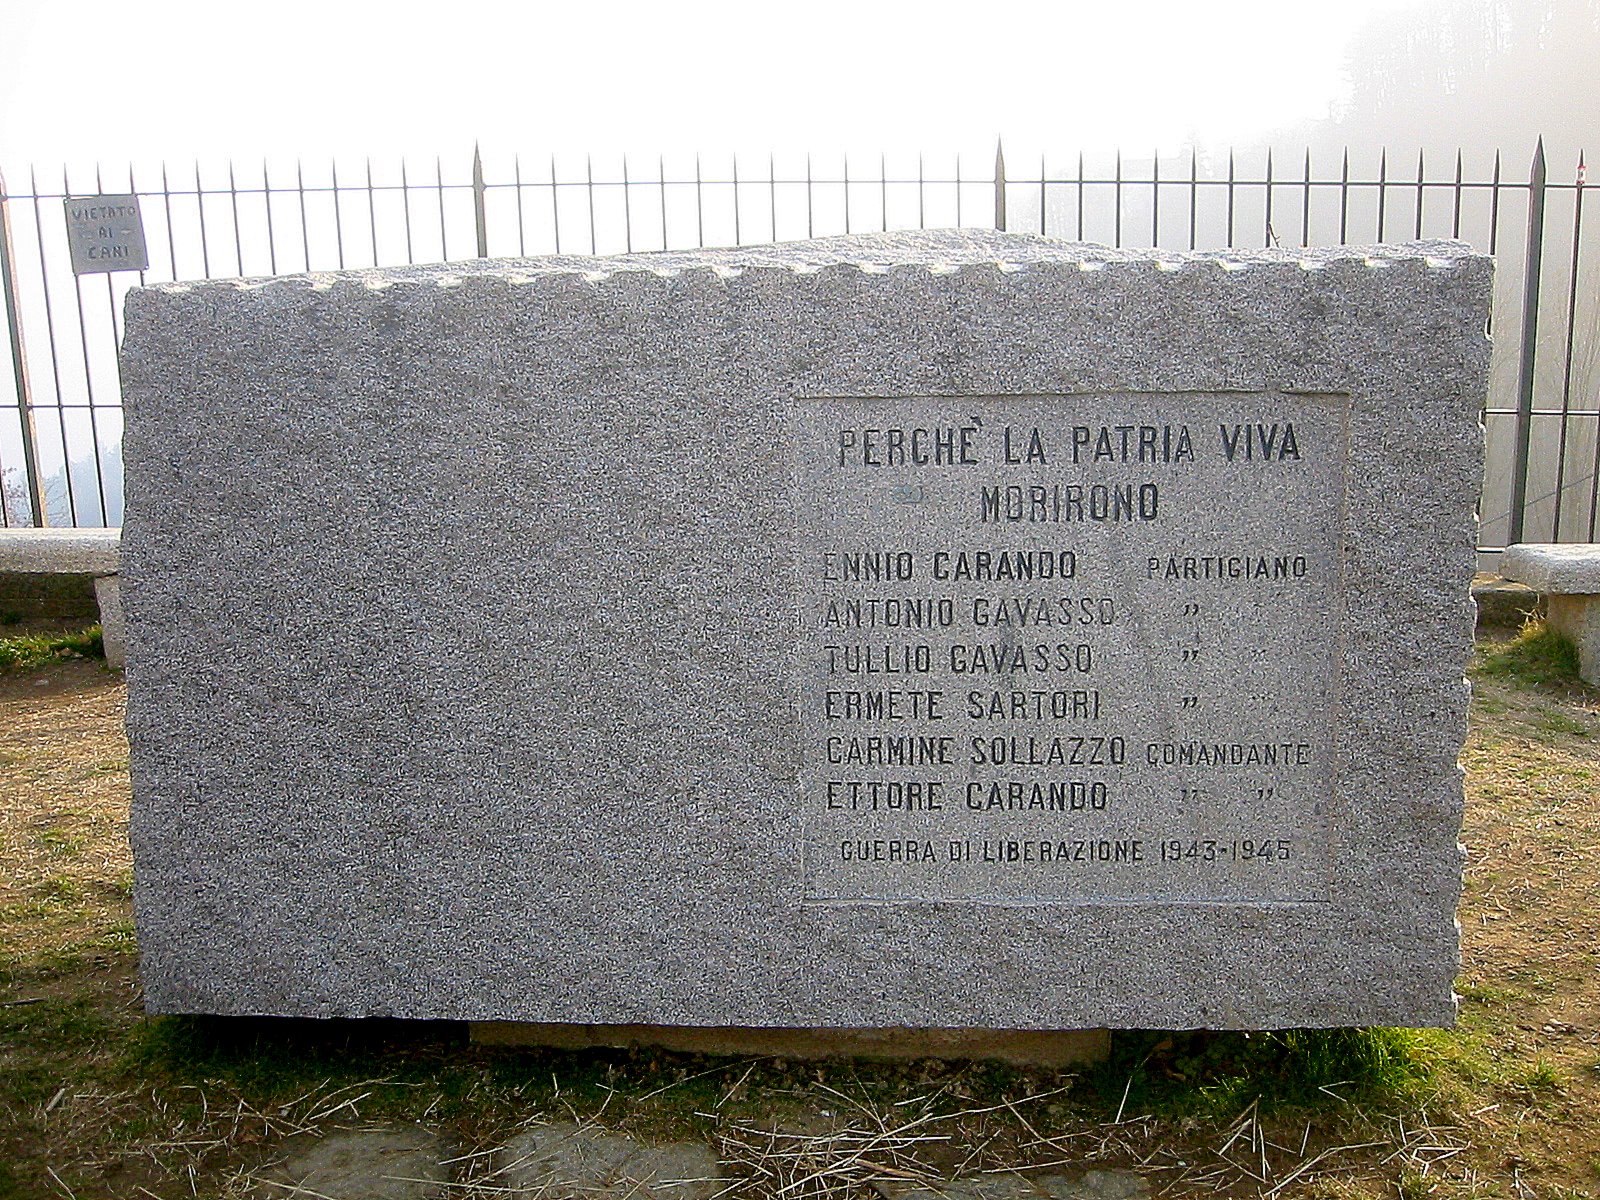 VIETATO
AI
CANI
PERCHÈ LA PATRIA VIVA
MORIRONO
ENNIO CARANDO PARTIGIANO
ANTONIO GAVASSO "
TULLIO GAVASSO "
ERMETE SARTORI "
CARMINE SOLLAZZO COMANDANTE
ETTORE CARANDO " "
GUERRA DI LIBERAZIONE 1943-1945